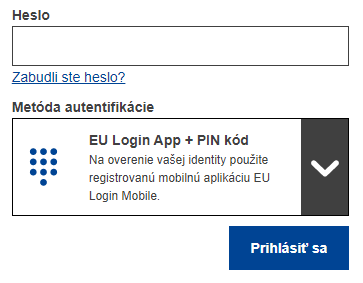 Heslo
Zabudli ste heslo?
Metóda autentifikácie
EU Login App + PIN kód
Na overenie vašej identity použite
registrovanú mobilnú aplikáciu EU
Login Mobile.
Prihlásiť sa